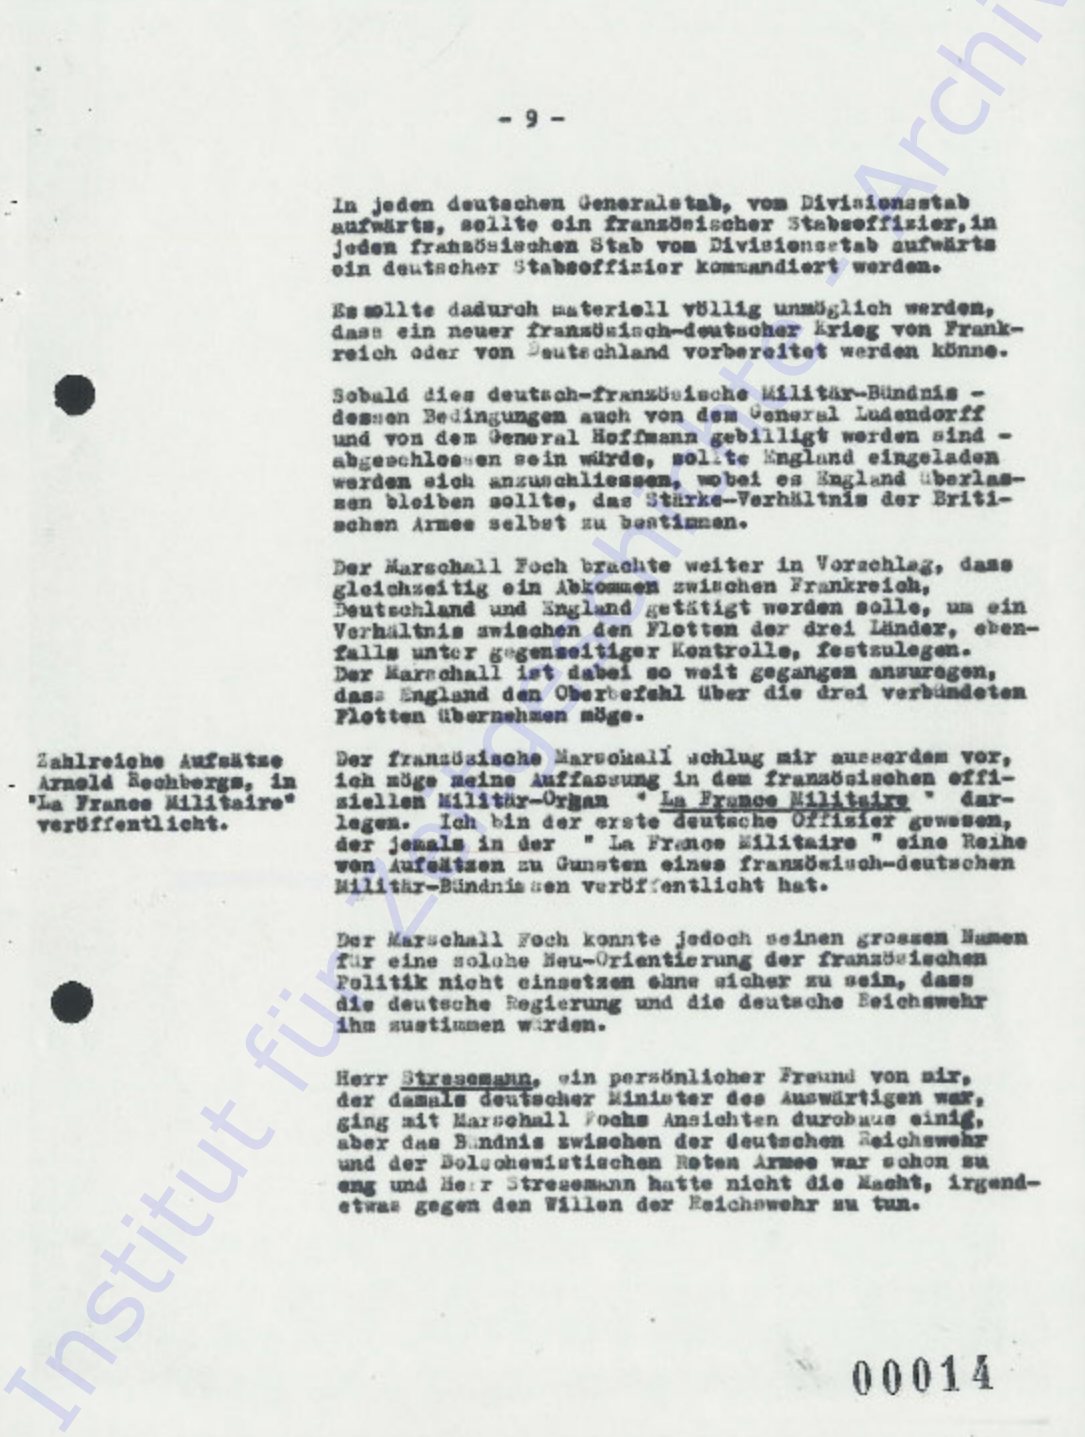 - 9 -
In jeden deutschen Generalstab, vom Divisionsstab
aufwärts, sollte ein französischer Stabsoffizier, in
jeden französischen Stab vom Divisionsstab aufwärts
ein deutscher Stabsoffizier kommandiert werden.
Es sollte dadurch materiell völlig unmöglich werden,
dass ein neuer französisch-deutscher Krieg von Frank-
reich oder von Deutschland vorbereitet werden könne.
Sobald dies deutsch-französische Militär-Bündnis -
dessen Bedingungen auch von dem General Ludendorff
und von dem General Hoffmann gebilligt worden sind -
abgeschlossen sein würde, sollte England eingeladen
werden sich anzuschliessen, wobei es England überlas-
sen bleiben sollte, das Stärke-Verhältnis der Briti-
schen Armee selbst zu bestimmen.
Der Marschall Foch brachte weiter in Vorschlag, dass
gleichzeitig ein Abkommen zwischen Frankreich,
Deutschland und England getätigt werden solle, um ein
Verhältnis zwischen den Flotten der drei Länder, eben-
falls unter gegenseitiger Kontrolle, festzulegen.
Der Marschall ist dabei so weit gegangen anzuregen,
dass England den Oberbefehl über die drei verbündeten
Flotten übernehmen möge.
Zahlreiche Aufsätze
Arnold Rechbergs, in
"La France Militaire"
veröffentlicht.
Der französische Marschall schlug mir ausserdem vor,
ich möge meine Auffassung in dem französischen offi-
ziellen Militär-Organ " La France Militaire " dar-
legen. Ich bin der erste deutsche Offizier gewesen,
der jemals in der " La France Militaire " eine Reihe
von Aufsätzen zu Gunsten eines französisch-deutschen
Militär-Bündnissen veröffentlicht hat.
Der Marschall Foch konnte jedoch seinen grossen Namen
für eine solche Neu-Orientierung der französischen
Politik nicht einsetzen ohne sicher zu sein, dass
die deutsche Regierung und die deutsche Reichswehr
ihm zustimmen würden.
Herr Stresemann, ein persönlicher Freund von mir,
der damals deutscher Minister des Auswärtigen war,
ging mit Marschall Fochs Ansichten durchaus einig,
aber das Bündnis zwischen der deutschen Reichswehr
und der Bolschewistischen Roten Armee war schon zu
eng und Herr Stresemann hatte nicht die Macht, irgend-
etwas gegen den Willen der Reichswehr zu tun.
00014
Institut für Zeitgeschichte - Archiv